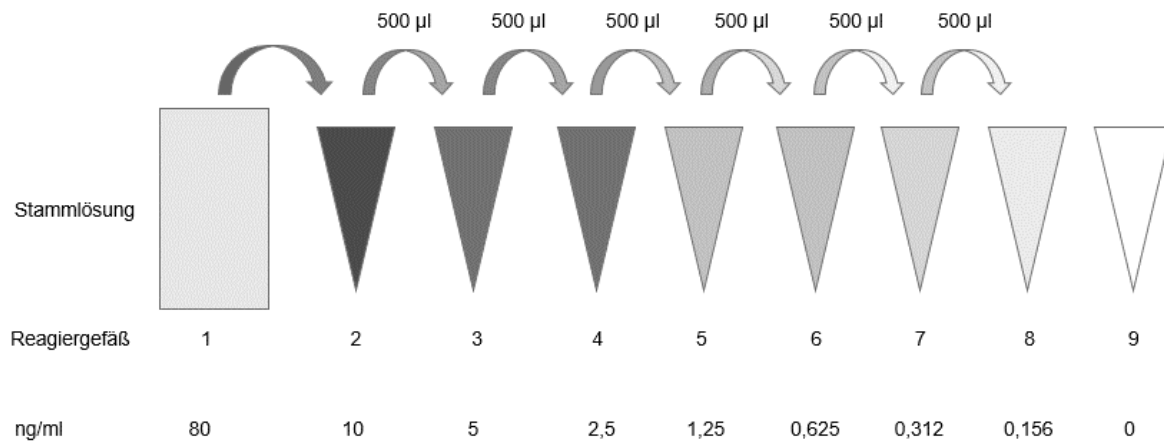 500 µl 500 µl 500 µl 500 µl 500 µl 500 µl
Stammlösung
Reagiergefäß 1 2 3 4 5 6 7 8 9
ng/ml 80 10 5 2,5 1,25 0,625 0,312 0,156 0